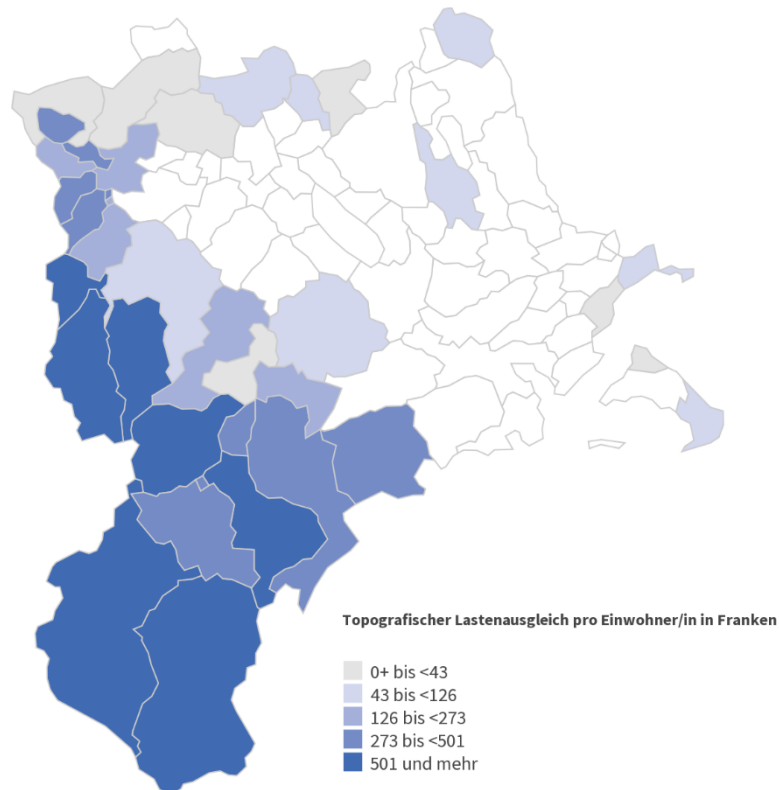 Topografischer Lastenausgleich pro Einwohner/in in Franken
0+ bis <43
43 bis <126
126 bis <273
273 bis <501
501 und mehr